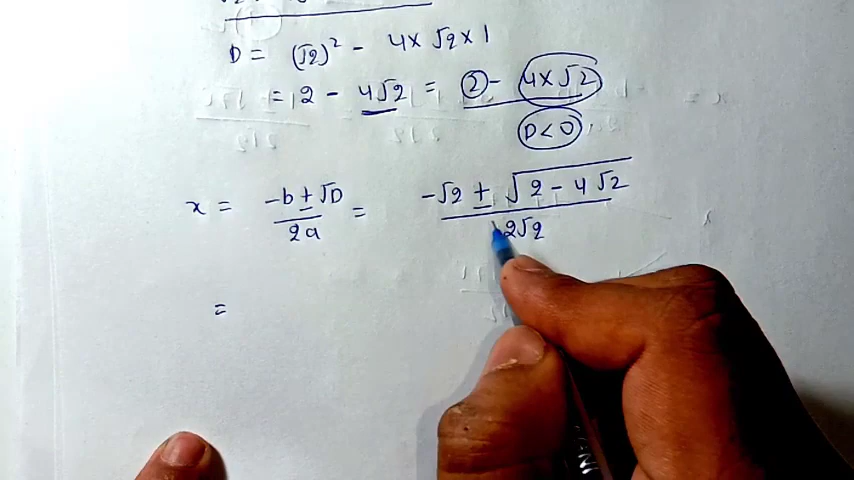 D = (√2)² - 4 × √2 × 1
= 2 - 4√2 = 2 - 4×√2
D < 0
x = -b ± √D / 2a = -√2 ± √2 - 4√2 / 2√2
=